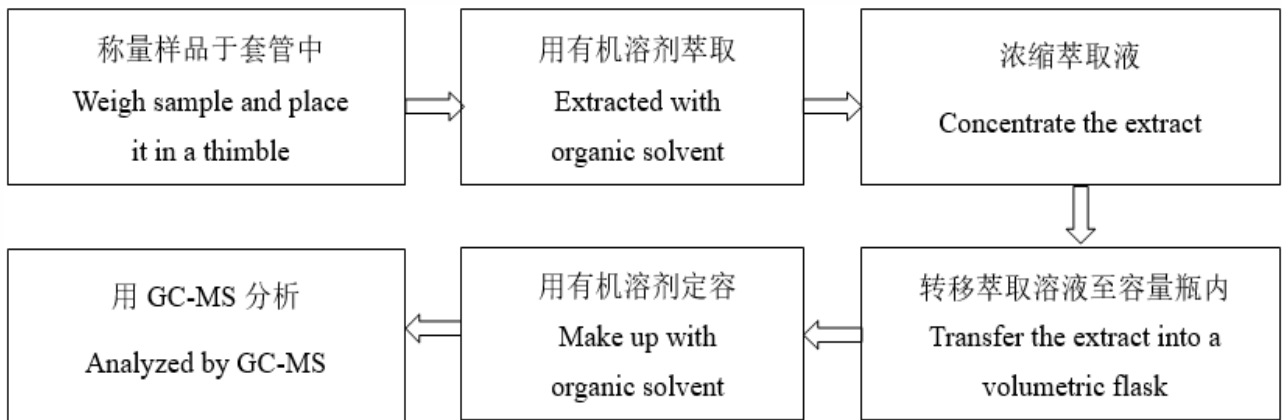 称量样品于套管中
Weigh sample and place
it in a thimble
用有机溶剂萃取
Extracted with
organic solvent
浓缩萃取液
Concentrate the extract
转移萃取溶液至容量瓶内
Transfer the extract into a
volumetric flask
用有机溶剂定容
Make up with
organic solvent
用 GC-MS 分析
Analyzed by GC-MS